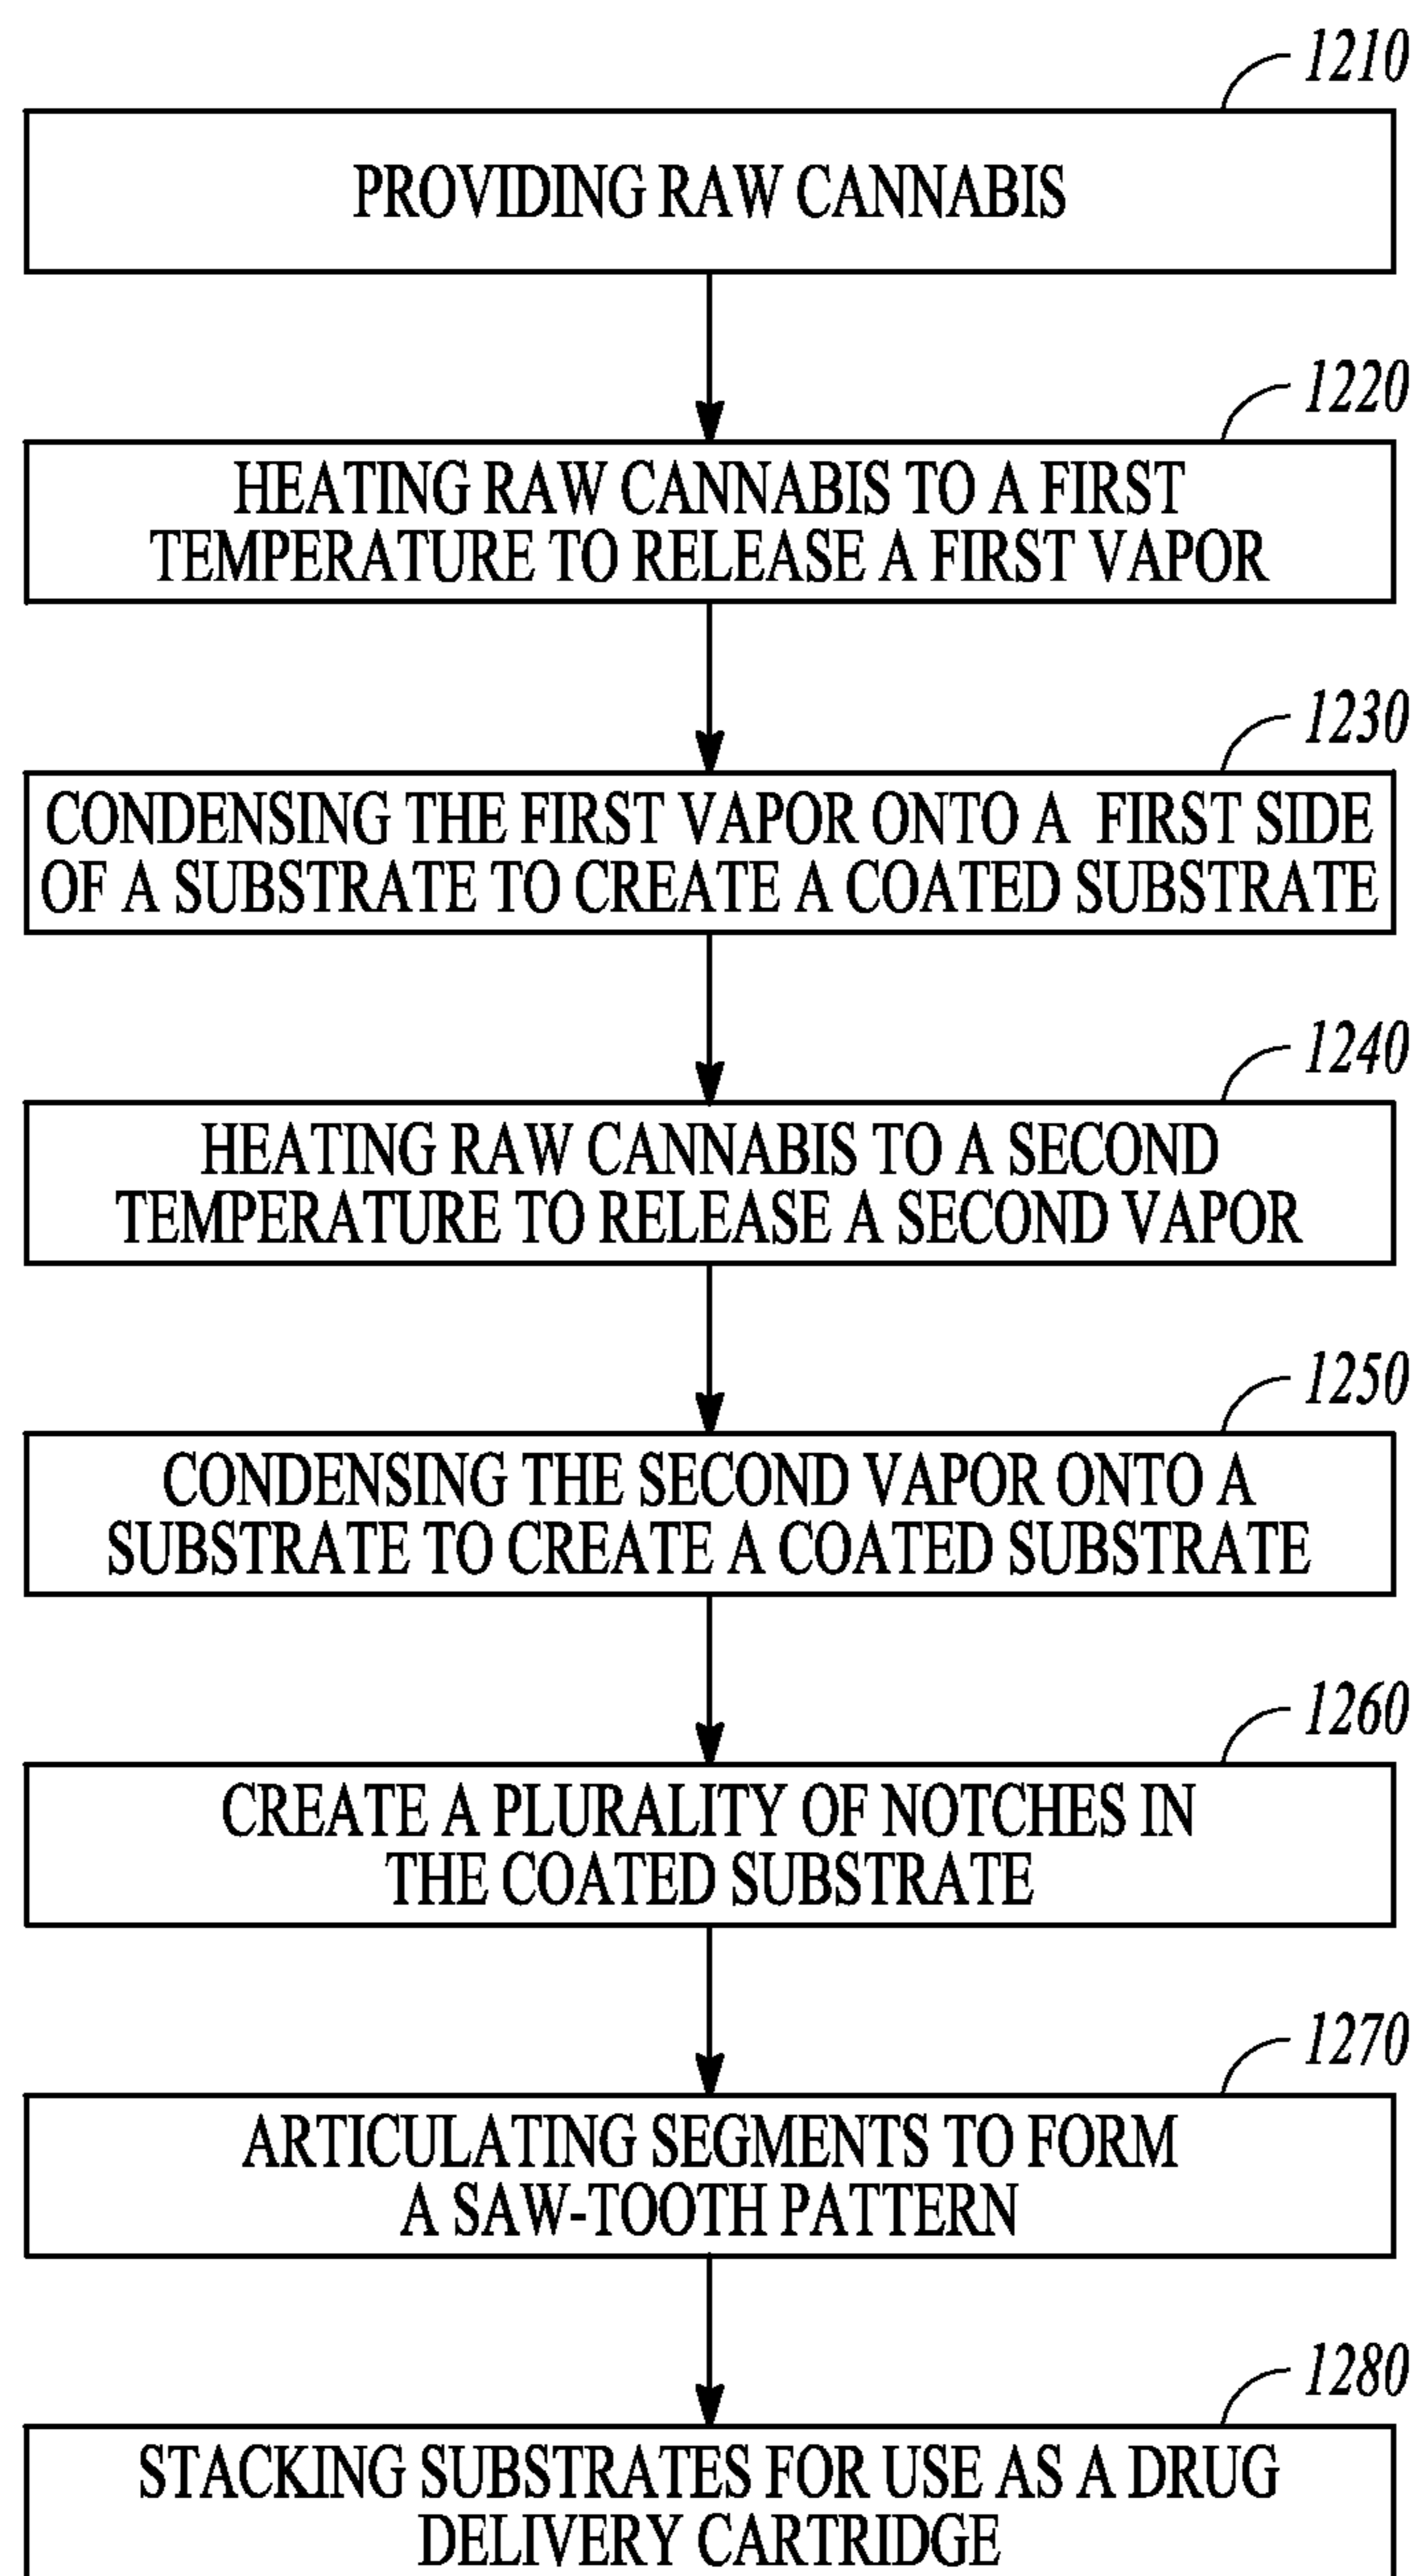 1210
PROVIDING RAW CANNABIS
1220
HEATING RAW CANNABIS TO A FIRST
TEMPERATURE TO RELEASE A FIRST VAPOR
1230
CONDENSING THE FIRST VAPOR ONTO A FIRST SIDE
OF A SUBSTRATE TO CREATE A COATED SUBSTRATE
1240
HEATING RAW CANNABIS TO A SECOND
TEMPERATURE TO RELEASE A SECOND VAPOR
1250
CONDENSING THE SECOND VAPOR ONTO A
SUBSTRATE TO CREATE A COATED SUBSTRATE
1260
CREATE A PLURALITY OF NOTCHES IN
THE COATED SUBSTRATE
1270
ARTICULATING SEGMENTS TO FORM
A SAW-TOOTH PATTERN
1280
STACKING SUBSTRATES FOR USE AS A DRUG
DELIVERY CARTRIDGE